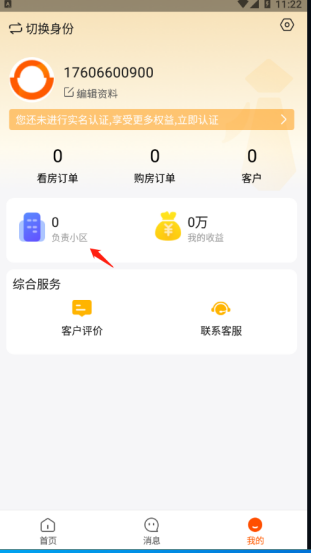 11:22
切换身份
17606600900
编辑资料
您还未进行实名认证,享受更多权益,立即认证
0 0 0
看房订单 购房订单 客户
0 0万
负责小区 我的收益
综合服务
客户评价 联系客服
首页 消息 我的